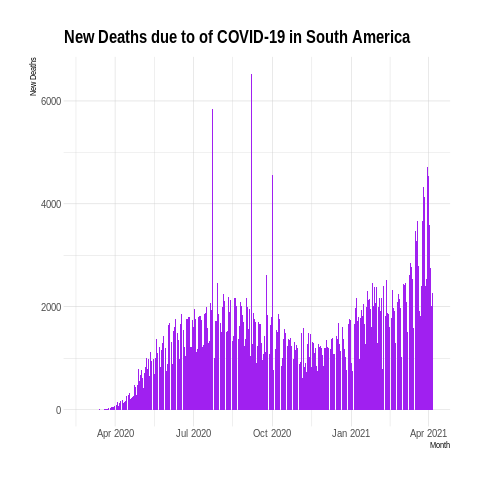 New Deaths due to of COVID-19 in South America
New Deaths
6000
4000
2000
0
Apr 2020 Jul 2020 Oct 2020 Jan 2021 Apr 2021
Month